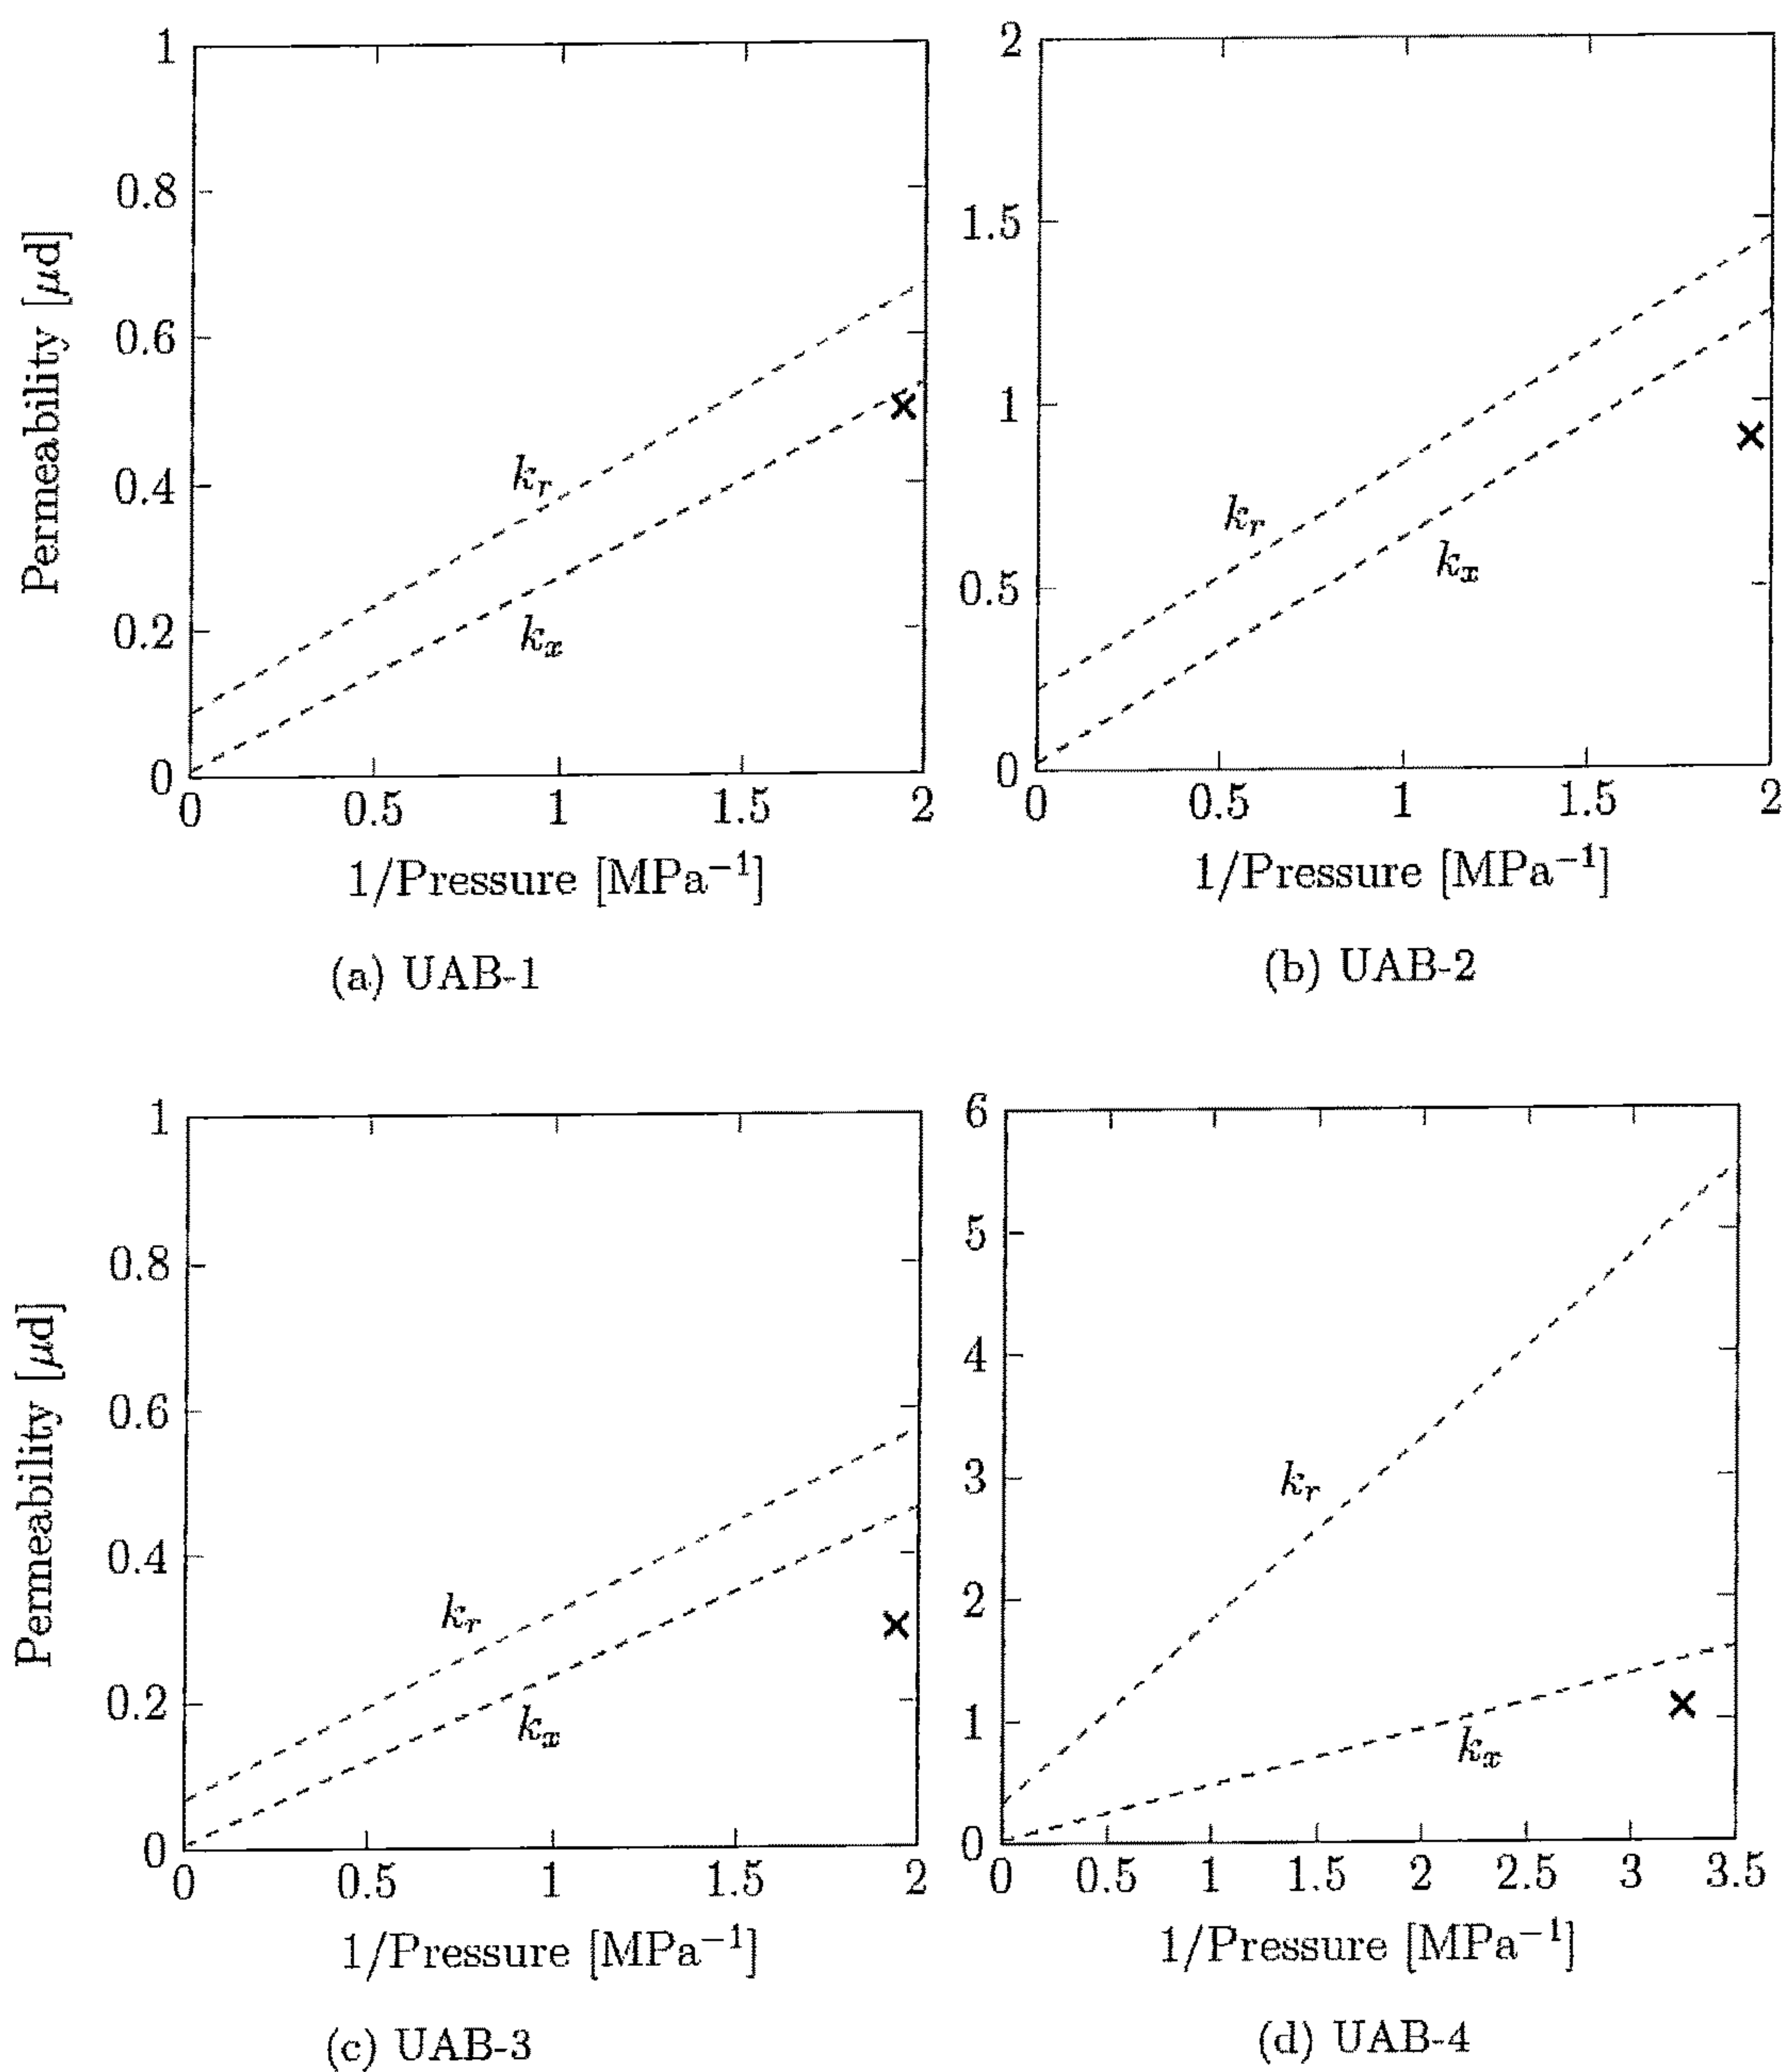 1
0.8
0.6
0.4
0.2
0
Permeability [μd]
k_r
k_x
0 0.5 1 1.5 2
1/Pressure [MPa⁻¹]
(a) UAB-1
2
1.5
1
0.5
0
k_r
k_x
0 0.5 1 1.5 2
1/Pressure [MPa⁻¹]
(b) UAB-2
1
0.8
0.6
0.4
0.2
0
Permeability [μd]
k_r
k_x
0 0.5 1 1.5 2
1/Pressure [MPa⁻¹]
(c) UAB-3
6
5
4
3
2
1
0
k_r
k_x
0 0.5 1 1.5 2 2.5 3 3.5
1/Pressure [MPa⁻¹]
(d) UAB-4